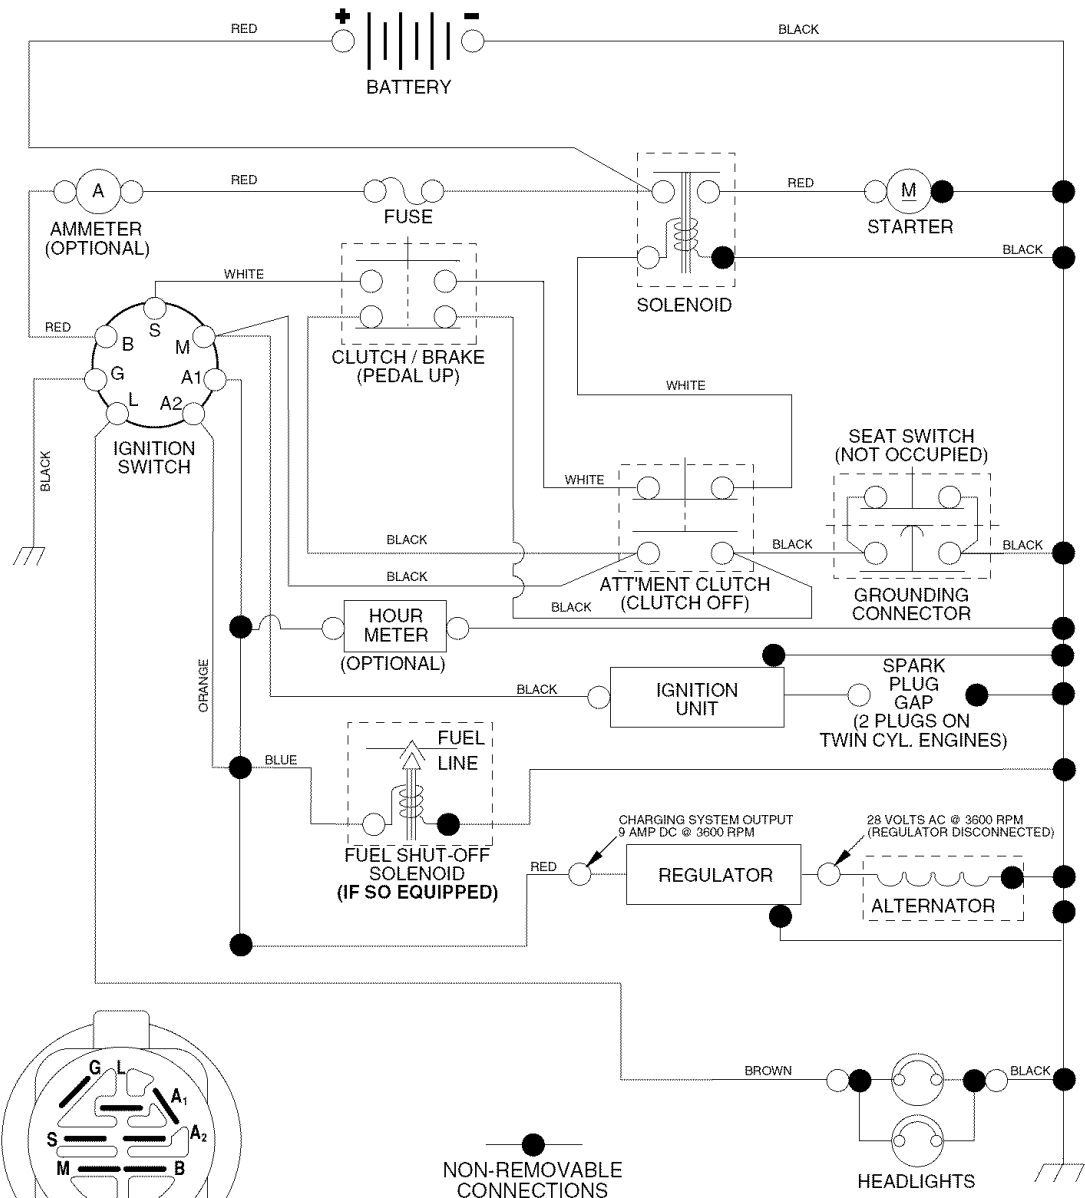 + -
RED
BLACK
BATTERY
A
RED
FUSE
RED
M
AMMETER
(OPTIONAL)
STARTER
BLACK
WHITE
SOLENOID
S
RED
B
M
G
A1
L
A2
CLUTCH / BRAKE
(PEDAL UP)
WHITE
IGNITION
SWITCH
BLACK
SEAT SWITCH
(NOT OCCUPIED)
WHITE
BLACK
BLACK
BLACK
BLACK
BLACK
ATT'MENT CLUTCH
(CLUTCH OFF)
GROUNDING
CONNECTOR
HOUR
METER
(OPTIONAL)
ORANGE
BLACK
IGNITION
UNIT
SPARK
PLUG
GAP
(2 PLUGS ON
TWIN CYL. ENGINES)
BLUE
FUEL
LINE
FUEL SHUT-OFF
SOLENOID
(IF SO EQUIPPED)
CHARGING SYSTEM OUTPUT
9 AMP DC @ 3600 RPM
28 VOLTS AC @ 3600 RPM
(REGULATOR DISCONNECTED)
RED
REGULATOR
ALTERNATOR
BROWN
BLACK
HEADLIGHTS
G L
A1
S
A2
M
B
NON-REMOVABLE
CONNECTIONS